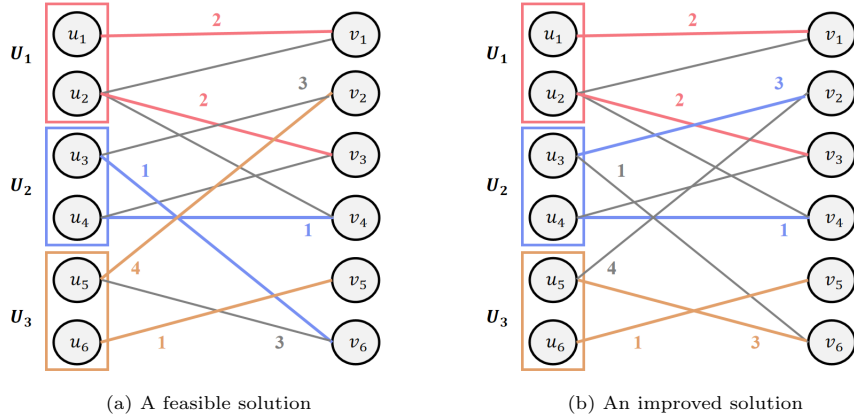 2
u1
v1
U1
3
u2
v2
2
u3
v3
1
U2
u4
v4
1
4
u5
v5
U3
u6
1
3
v6
(a) A feasible solution
2
u1
v1
U1
3
u2
v2
2
u3
v3
1
U2
u4
v4
1
4
u5
v5
U3
u6
1
3
v6
(b) An improved solution